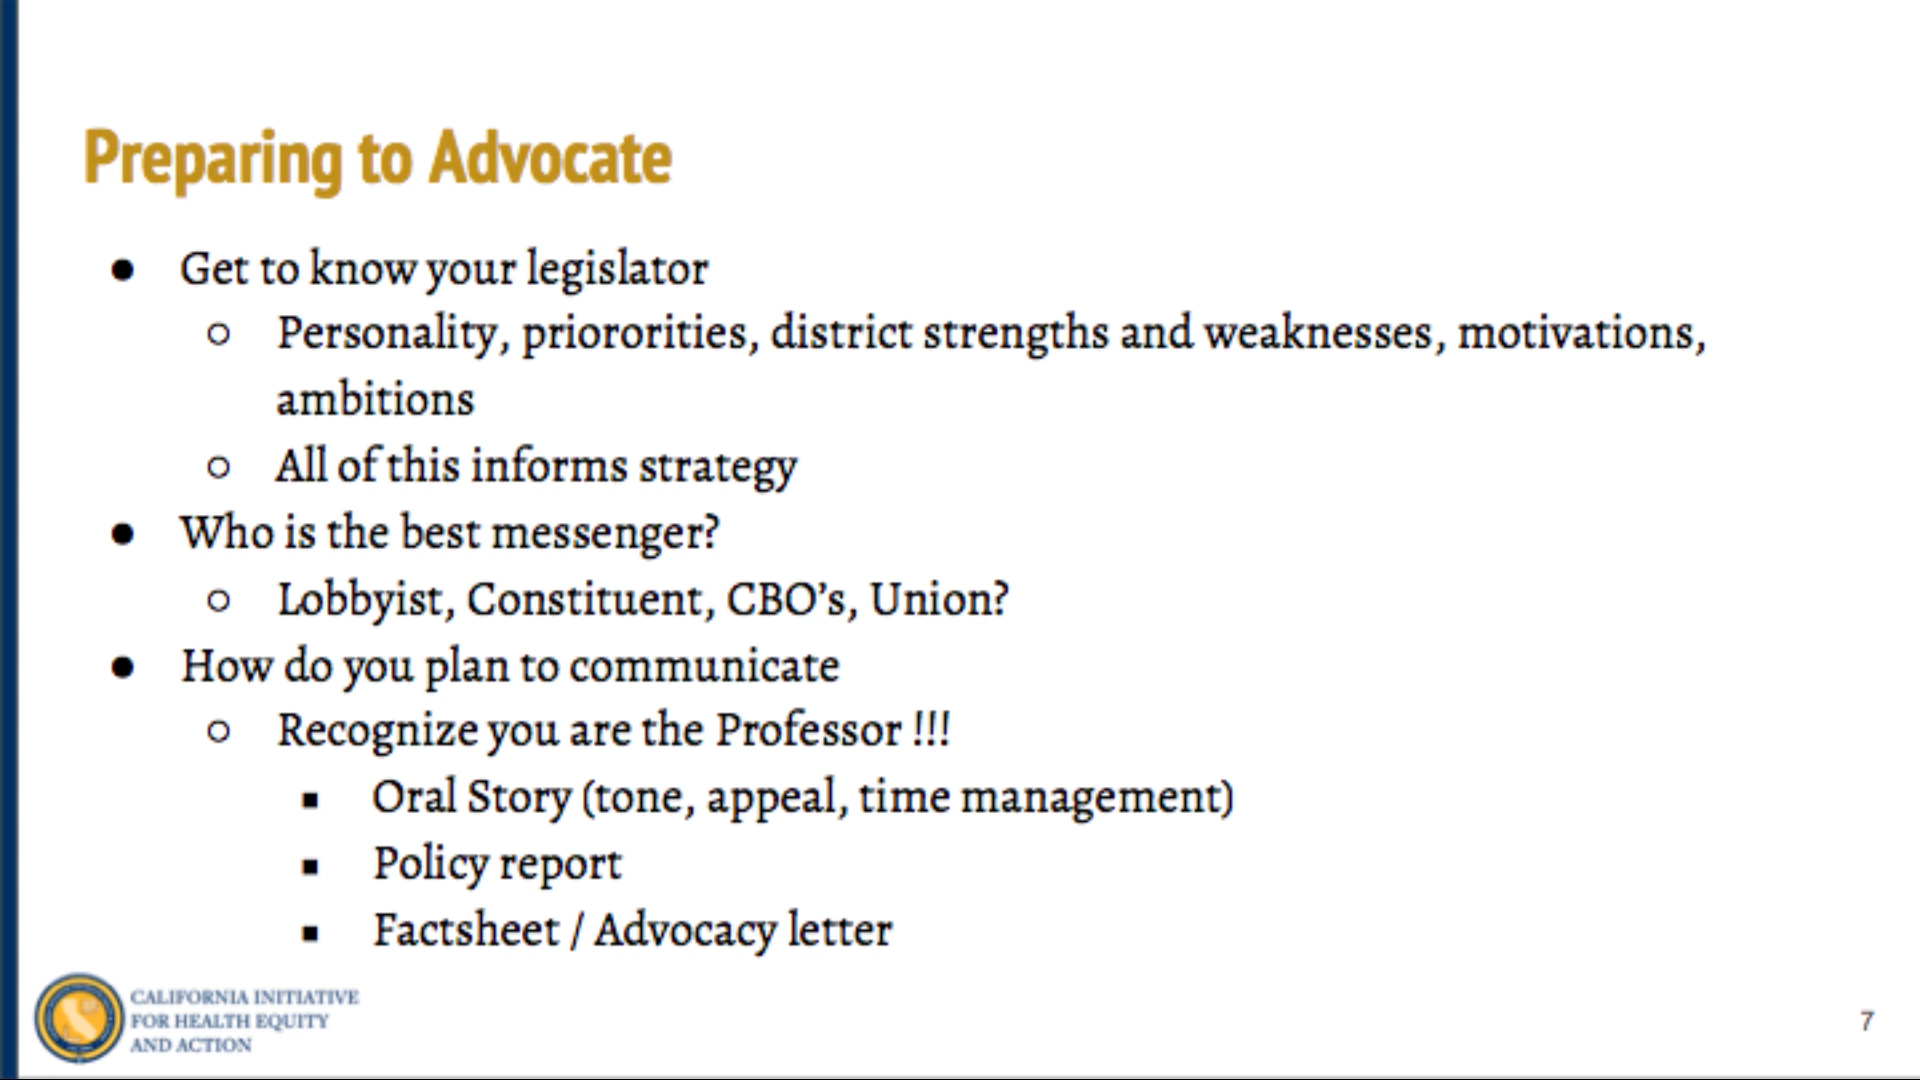 Preparing to Advocate
● Get to know your legislator
○ Personality, priororities, district strengths and weaknesses, motivations,
ambitions
○ All of this informs strategy
● Who is the best messenger?
○ Lobbyist, Constituent, CBO’s, Union?
● How do you plan to communicate
○ Recognize you are the Professor !!!
■ Oral Story (tone, appeal, time management)
■ Policy report
■ Factsheet / Advocacy letter
CALIFORNIA INITIATIVE
FOR HEALTH EQUITY
AND ACTION
7